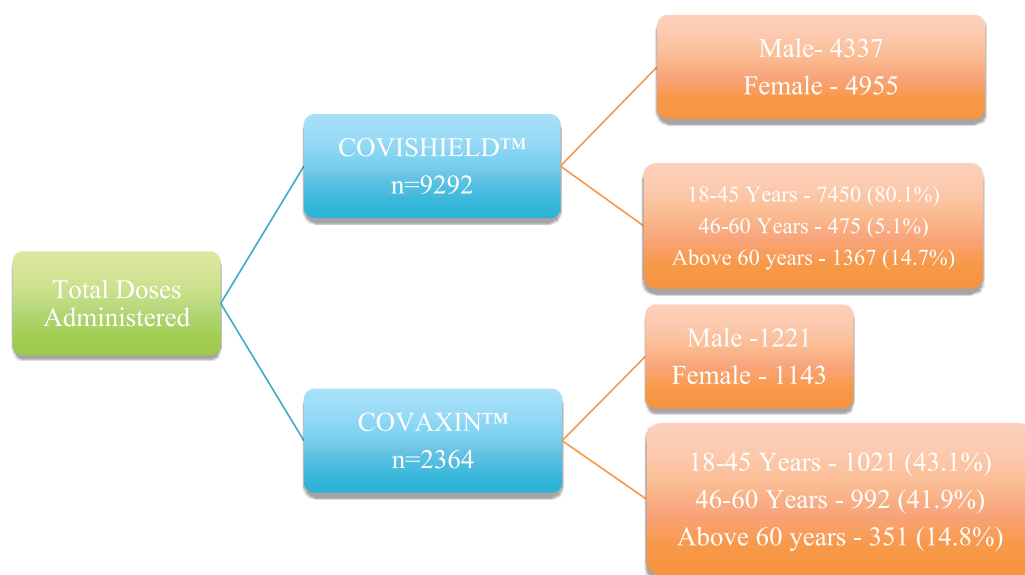 Total Doses
Administered
COVISHIELD™
n=9292
Male- 4337
Female - 4955
18-45 Years - 7450 (80.1%)
46-60 Years - 475 (5.1%)
Above 60 years - 1367 (14.7%)
COVAXIN™
n=2364
Male -1221
Female - 1143
18-45 Years - 1021 (43.1%)
46-60 Years - 992 (41.9%)
Above 60 years - 351 (14.8%)